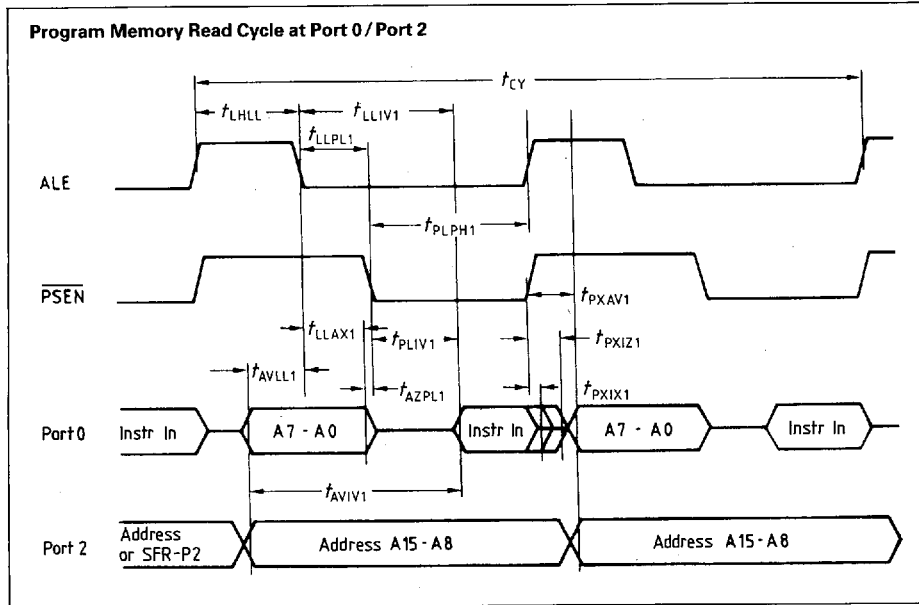 Program Memory Read Cycle at Port 0 / Port 2
tCY
tLHLL
tLLIV1
tLLPL1
ALE
tPLPH1
PSEN
tPXAV1
tLLAX1
tPLIV1
tPXIZ1
tAVLL1
tAZPL1
tPXIX1
Port 0
Instr In
A7 - A0
Instr In
A7 - A0
Instr In
tAVIV1
Port 2
Address
or SFR-P2
Address A15 - A8
Address A15 - A8